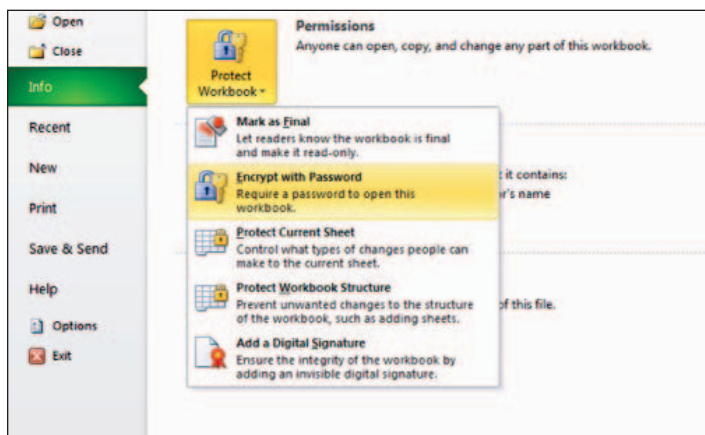 Open
Close
Info
Recent
New
Print
Save & Send
Help
Options
Exit
Protect
Workbook
Permissions
Anyone can open, copy, and change any part of this workbook.
Mark as Final
Let readers know the workbook is final
and make it read-only.
Encrypt with Password
Require a password to open this
workbook.
Protect Current Sheet
Control what types of changes people can
make to the current sheet.
Protect Workbook Structure
Prevent unwanted changes to the structure
of the workbook, such as adding sheets.
Add a Digital Signature
Ensure the integrity of the workbook by
adding an invisible digital signature.
it contains:
r's name
of this file.